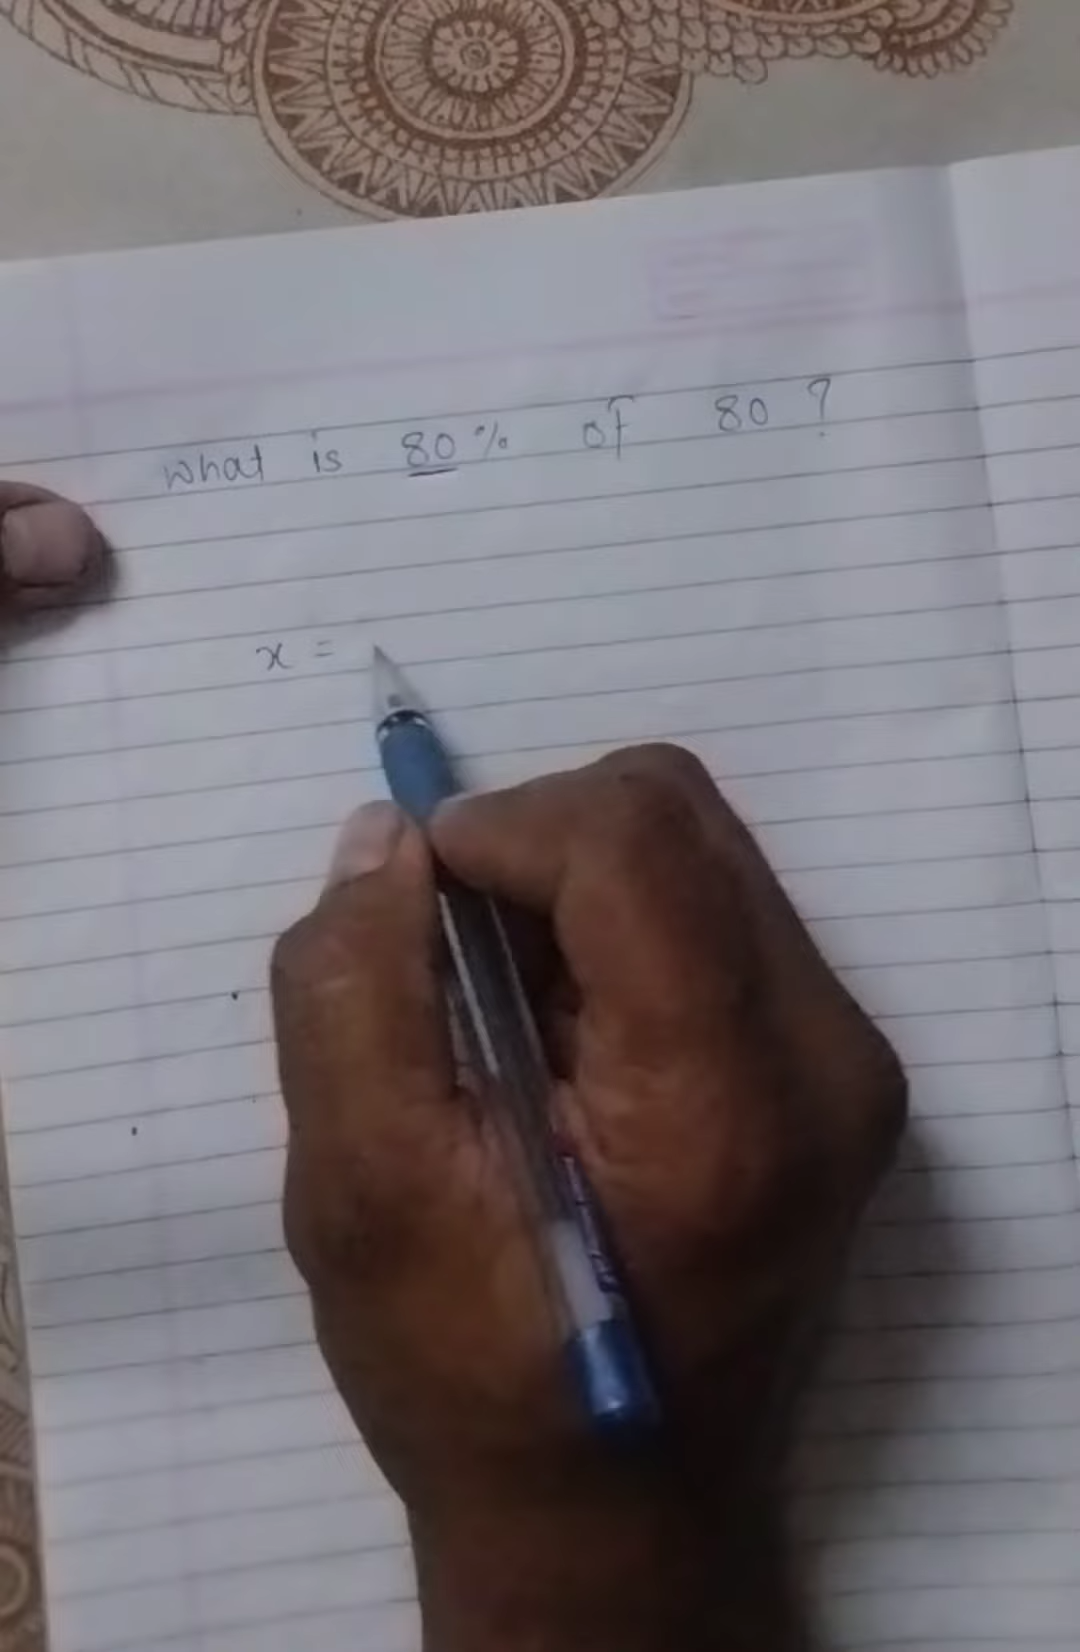 what is 80% of 80 ?
x =